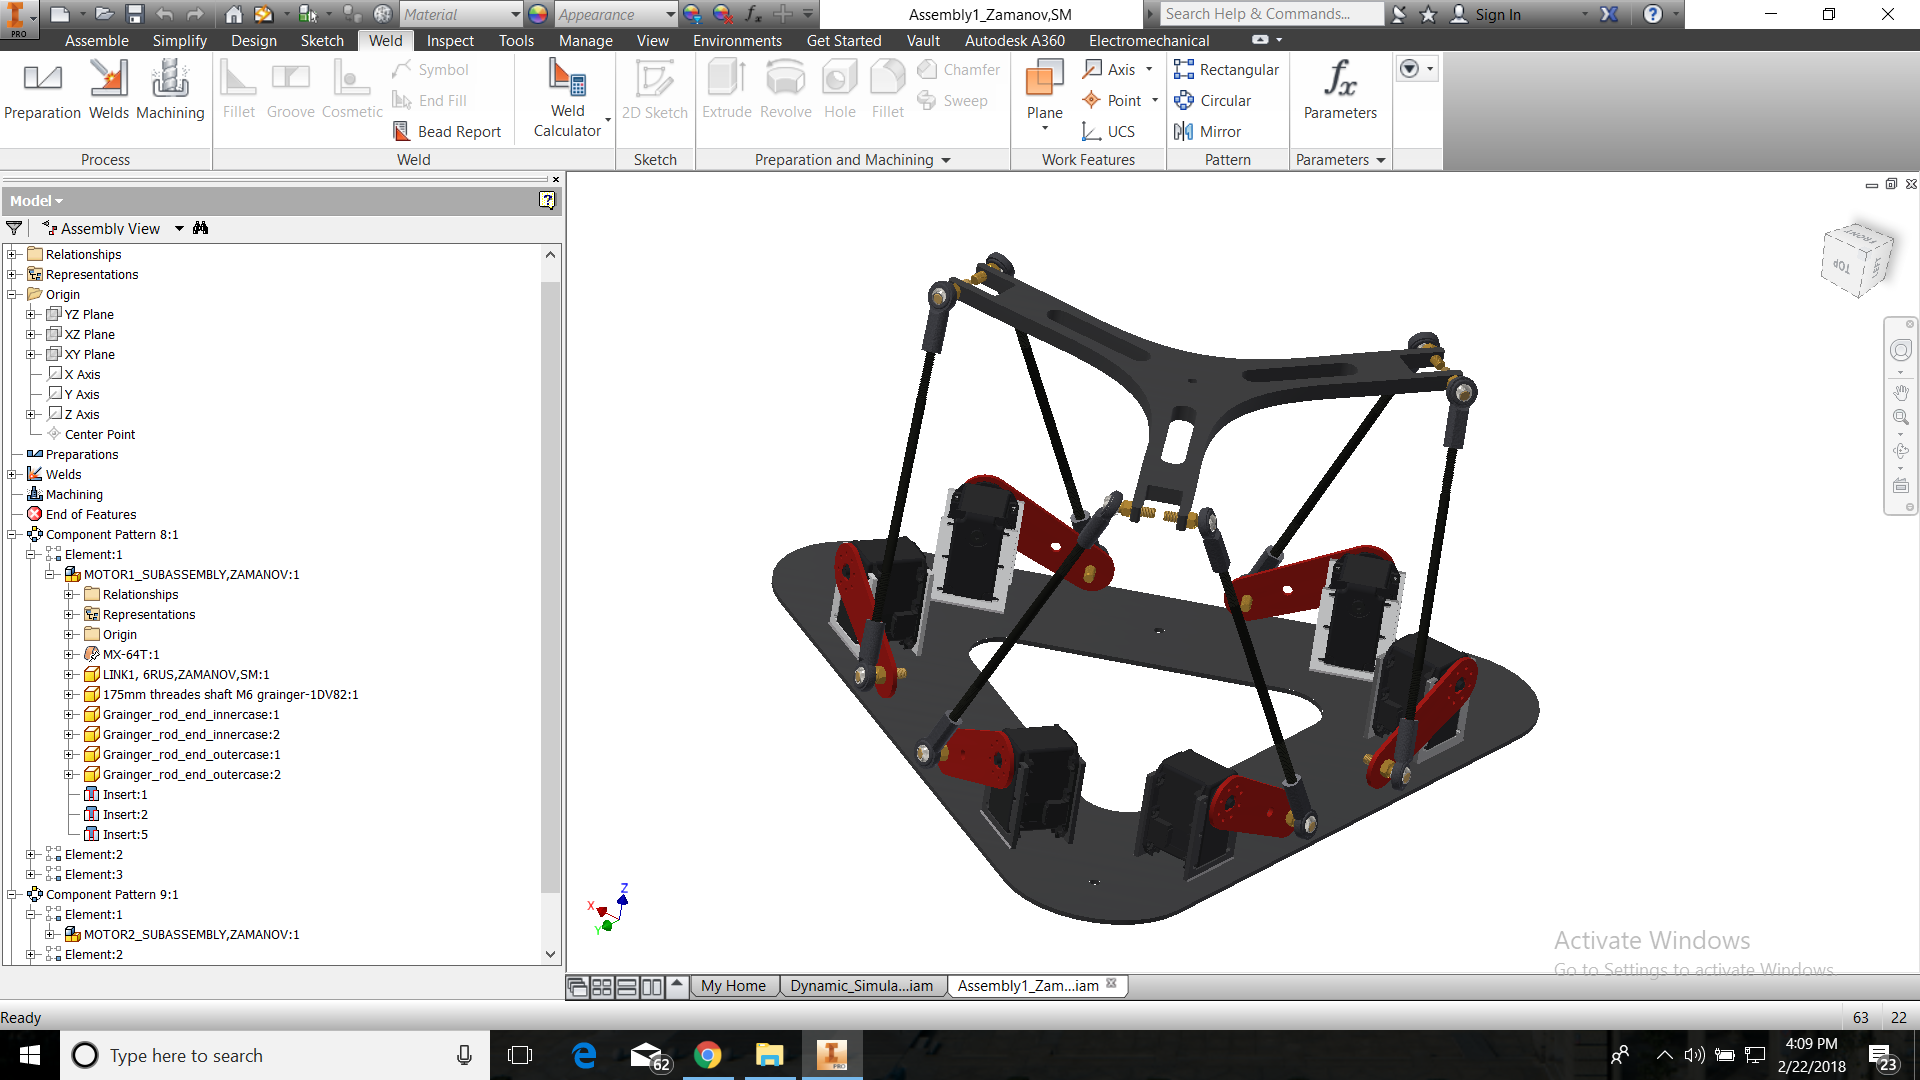 Material
Appearance
Assembly1_Zamanov,SM
Search Help & Commands...
Sign In
PRO
Assemble Simplify Design Sketch Weld Inspect Tools Manage View Environments Get Started Vault Autodesk A360 Electromechanical
Preparation Welds Machining
Process
Fillet Groove Cosmetic
Symbol
End Fill
Bead Report
Weld Calculator
Weld
2D Sketch
Sketch
Extrude Revolve Hole Fillet
Chamfer
Sweep
Preparation and Machining
Plane
Axis
Point
UCS
Work Features
Rectangular
Circular
Mirror
Pattern
fx
Parameters
Parameters
Model
Assembly View
Relationships
Representations
Origin
YZ Plane
XZ Plane
XY Plane
X Axis
Y Axis
Z Axis
Center Point
Preparations
Welds
Machining
End of Features
Component Pattern 8:1
Element:1
MOTOR1_SUBASSEMBLY,ZAMANOV:1
Relationships
Representations
Origin
MX-64T:1
LINK1, 6RUS,ZAMANOV,SM:1
175mm threades shaft M6 grainger-1DV82:1
Grainger_rod_end_innercase:1
Grainger_rod_end_innercase:2
Grainger_rod_end_outercase:1
Grainger_rod_end_outercase:2
Insert:1
Insert:2
Insert:5
Element:2
Element:3
Component Pattern 9:1
Element:1
MOTOR2_SUBASSEMBLY,ZAMANOV:1
Element:2
FRONT
TOP
Z
X
Y
Activate Windows
Go to Settings to activate Windows.
My Home
Dynamic_Simula...iam
Assembly1_Zam...iam
Ready
63 22
Type here to search
62
PRO
4:09 PM
2/22/2018
23